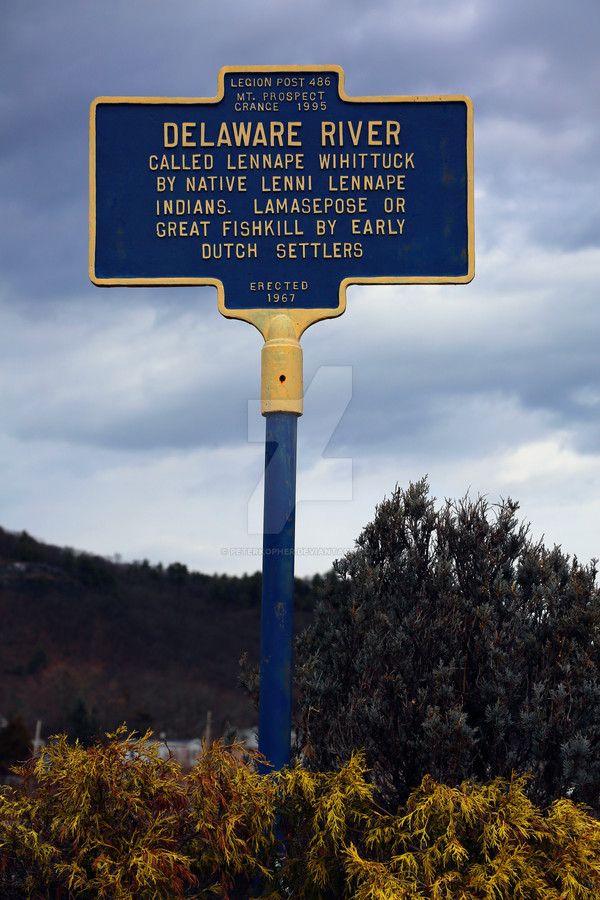 LEGION POST 486
MT. PROSPECT
GRANGE 1995
DELAWARE RIVER
CALLED LENNAPE WIHITTUCK
BY NATIVE LENNI LENNAPE
INDIANS. LAMASEPOSE OR
GREAT FISHKILL BY EARLY
DUTCH SETTLERS
ERECTED
1967